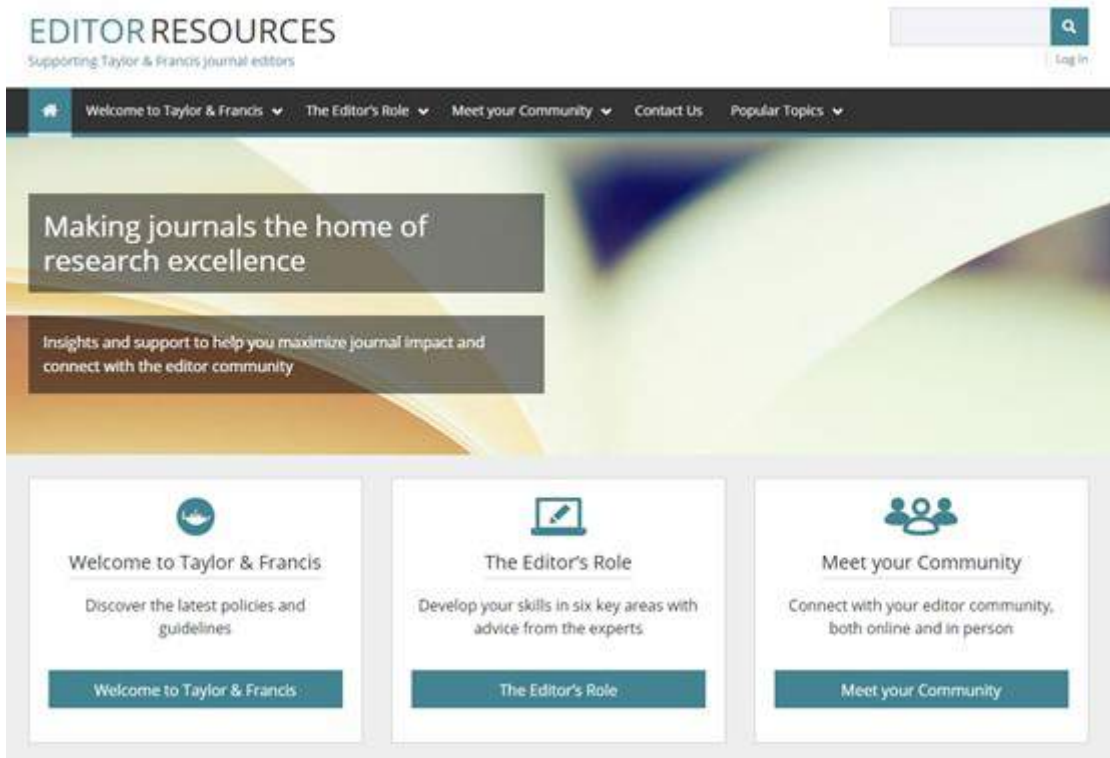 EDITOR RESOURCES
Supporting Taylor & Francis journal editors
Log in
Welcome to Taylor & Francis
The Editor's Role
Meet your Community
Contact Us
Popular Topics
Making journals the home of
research excellence
Insights and support to help you maximize journal impact and
connect with the editor community
Welcome to Taylor & Francis
Discover the latest policies and
guidelines
Welcome to Taylor & Francis
The Editor's Role
Develop your skills in six key areas with
advice from the experts
The Editor's Role
Meet your Community
Connect with your editor community,
both online and in person
Meet your Community